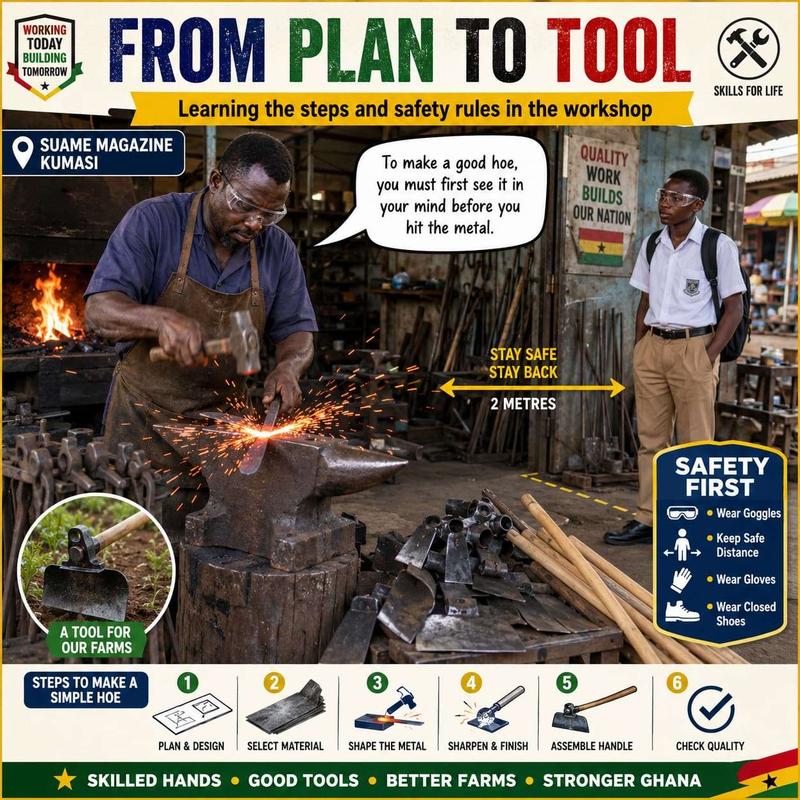 WORKING
TODAY
BUILDING
TOMORROW
FROM PLAN TO TOOL
SKILLS FOR LIFE
Learning the steps and safety rules in the workshop
SUAME MAGAZINE
KUMASI
To make a good hoe,
you must first see it in
your mind before you
hit the metal.
QUALITY
WORK
BUILDS
OUR NATION
STAY SAFE
STAY BACK
2 METRES
SAFETY
FIRST
• Wear Goggles
• Keep Safe
Distance
• Wear Gloves
• Wear Closed
Shoes
A TOOL FOR
OUR FARMS
STEPS TO MAKE A
SIMPLE HOE
1
PLAN & DESIGN
2
SELECT MATERIAL
3
SHAPE THE METAL
4
SHARPEN & FINISH
5
ASSEMBLE HANDLE
6
CHECK QUALITY
SKILLED HANDS • GOOD TOOLS • BETTER FARMS • STRONGER GHANA